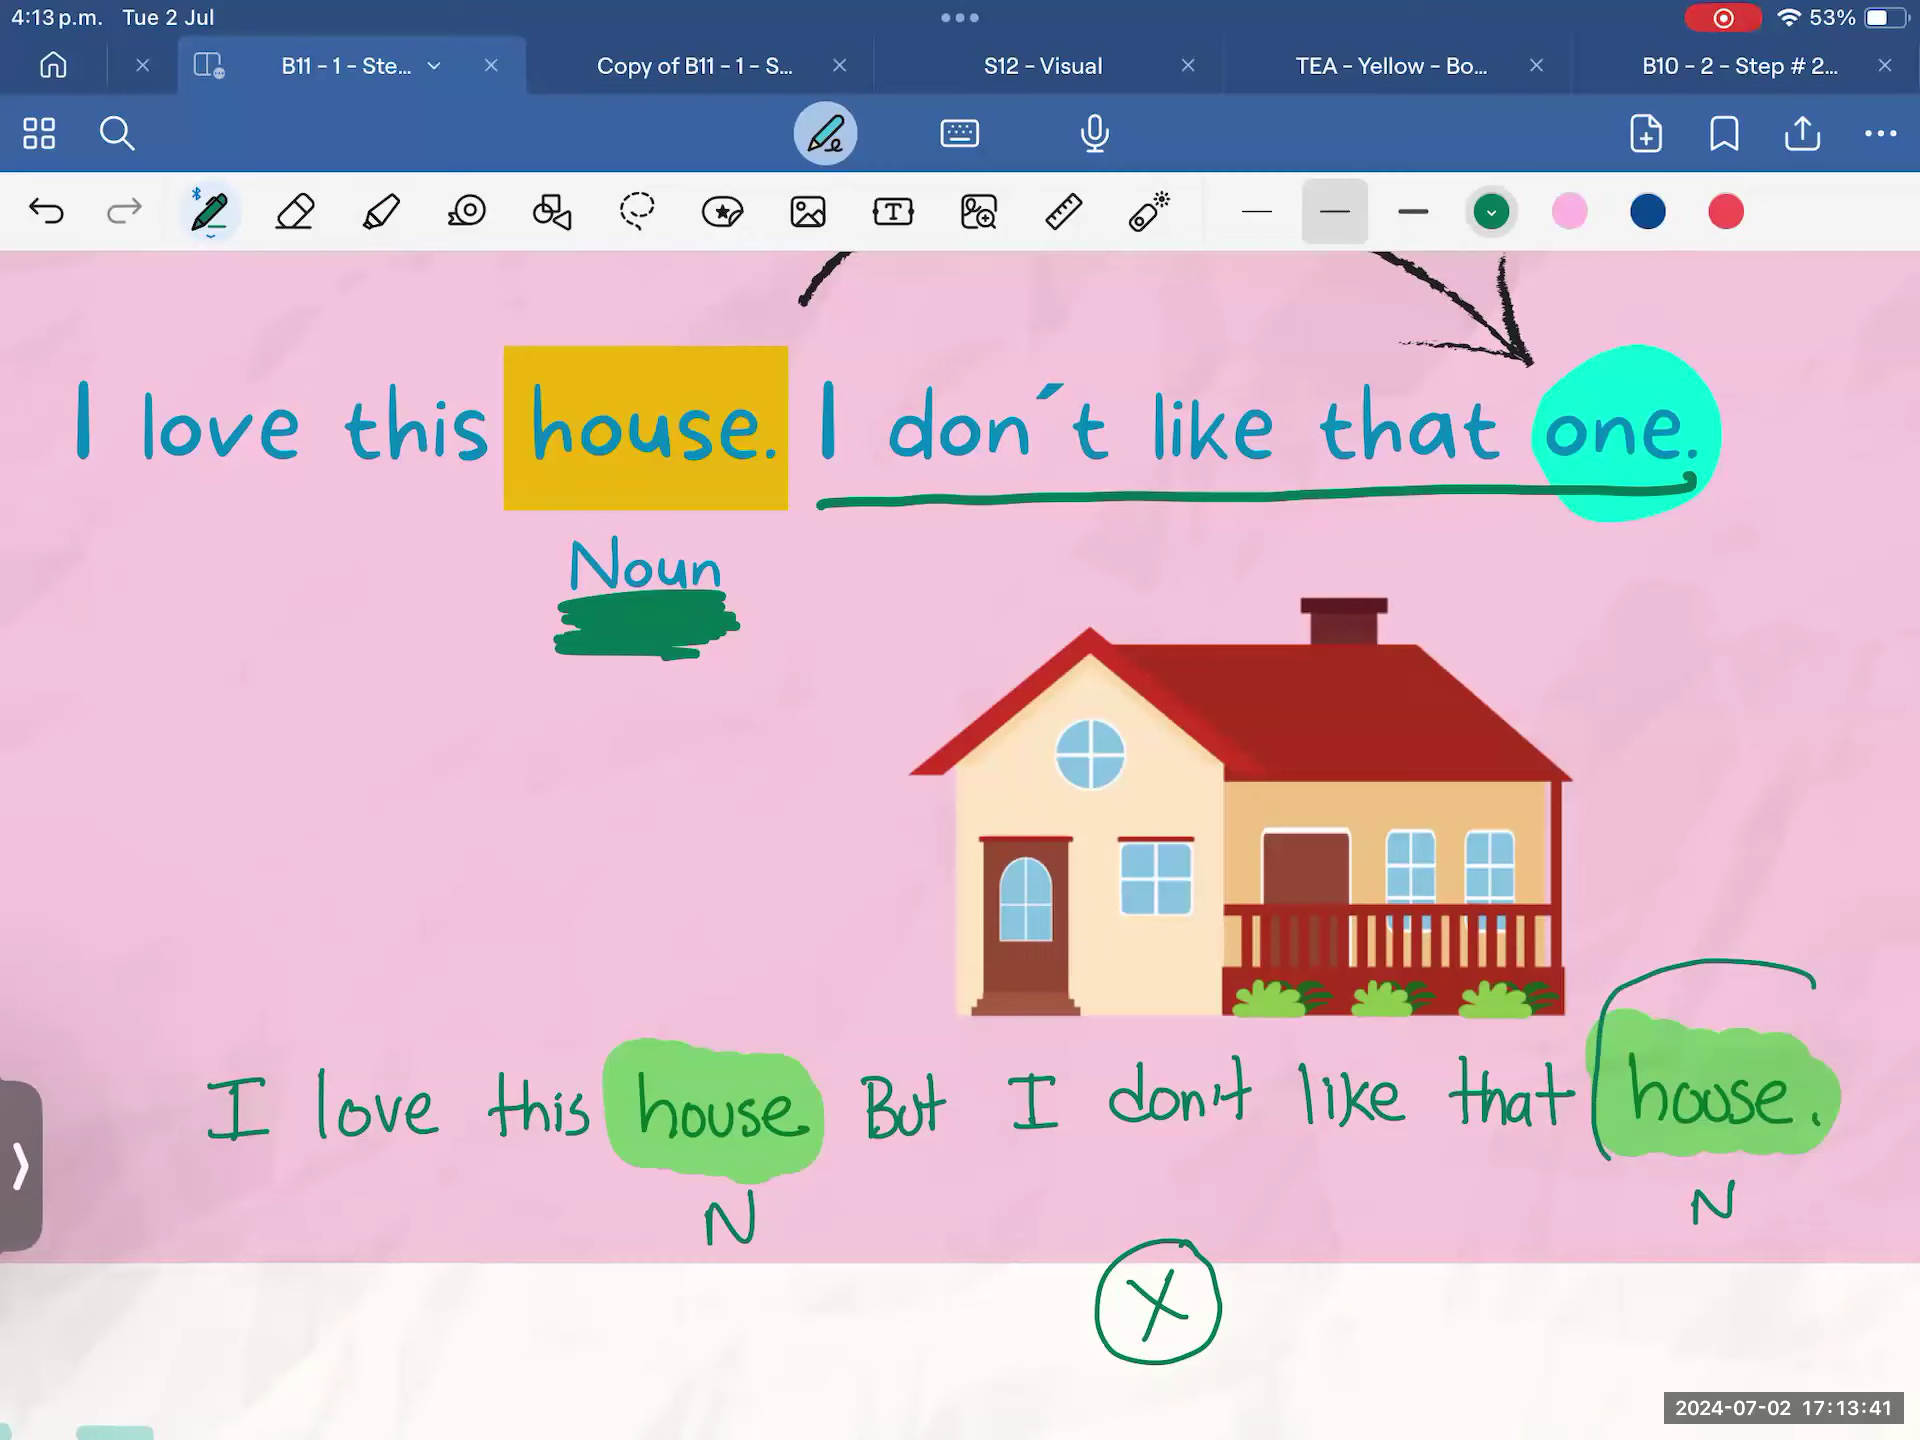 4:13 p.m. Tue 2 Jul 53%
B11 - 1 - Ste... Copy of B11 - 1 - S... S12 - Visual TEA - Yellow - Bo... B10 - 2 - Step # 2...
I love this house. I don´t like that one.
Noun
I love this house But I don't like that house.
N N
X
2024-07-02 17:13:41